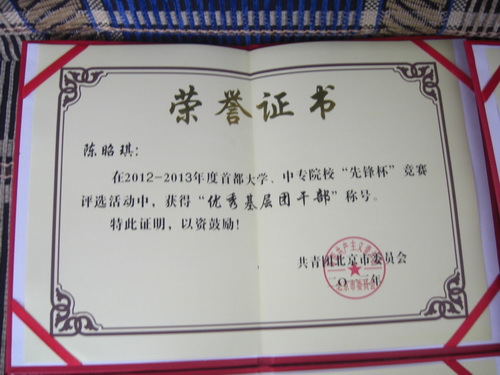 荣誉证书
陈昭琪:
在2012-2013年度首都大学、中专院校“先锋杯”竞赛
评选活动中，获得“优秀基层团干部”称号。
特此证明，以资鼓励!
共青团北京市委员会